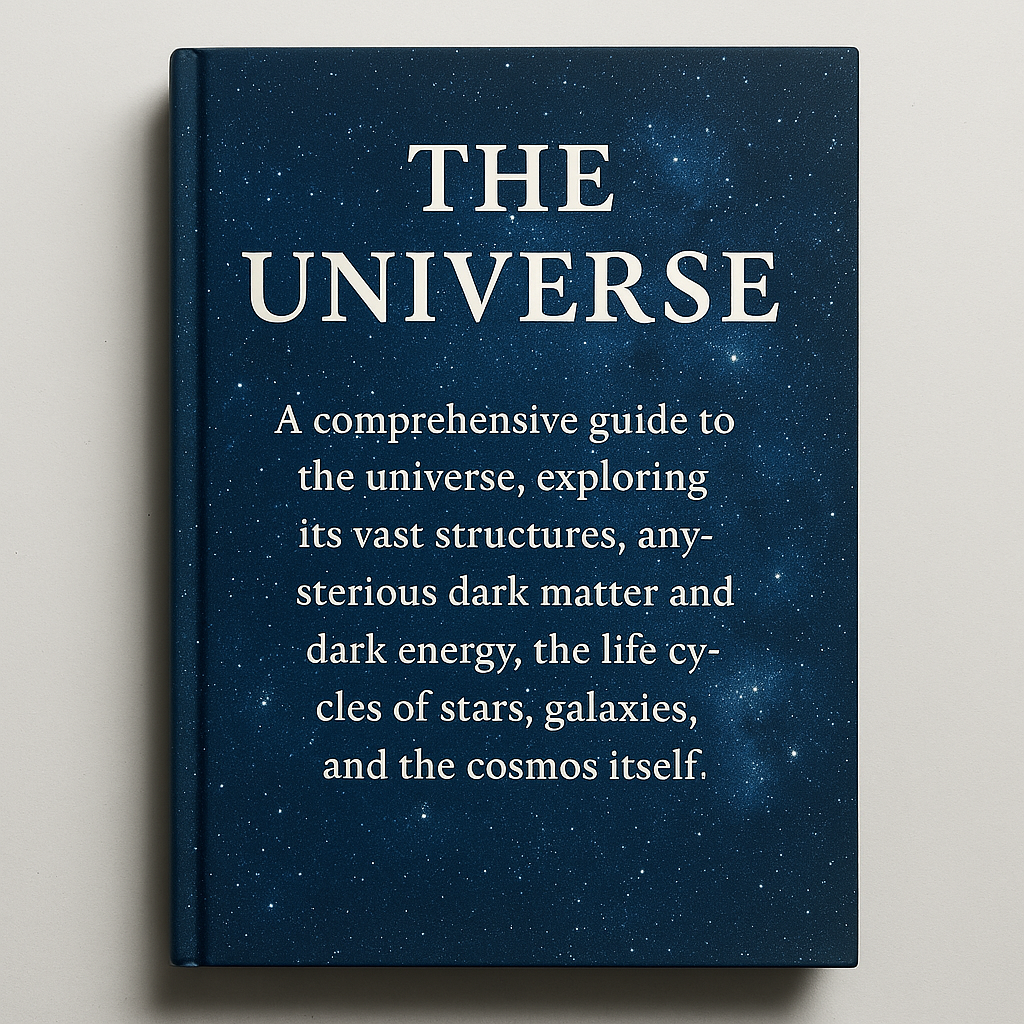 THE
UNIVERSE
A comprehensive guide to
the universe, exploring
its vast structures, any-
sterious dark matter and
dark energy, the life cy-
cles of stars, galaxies,
and the cosmos itself.